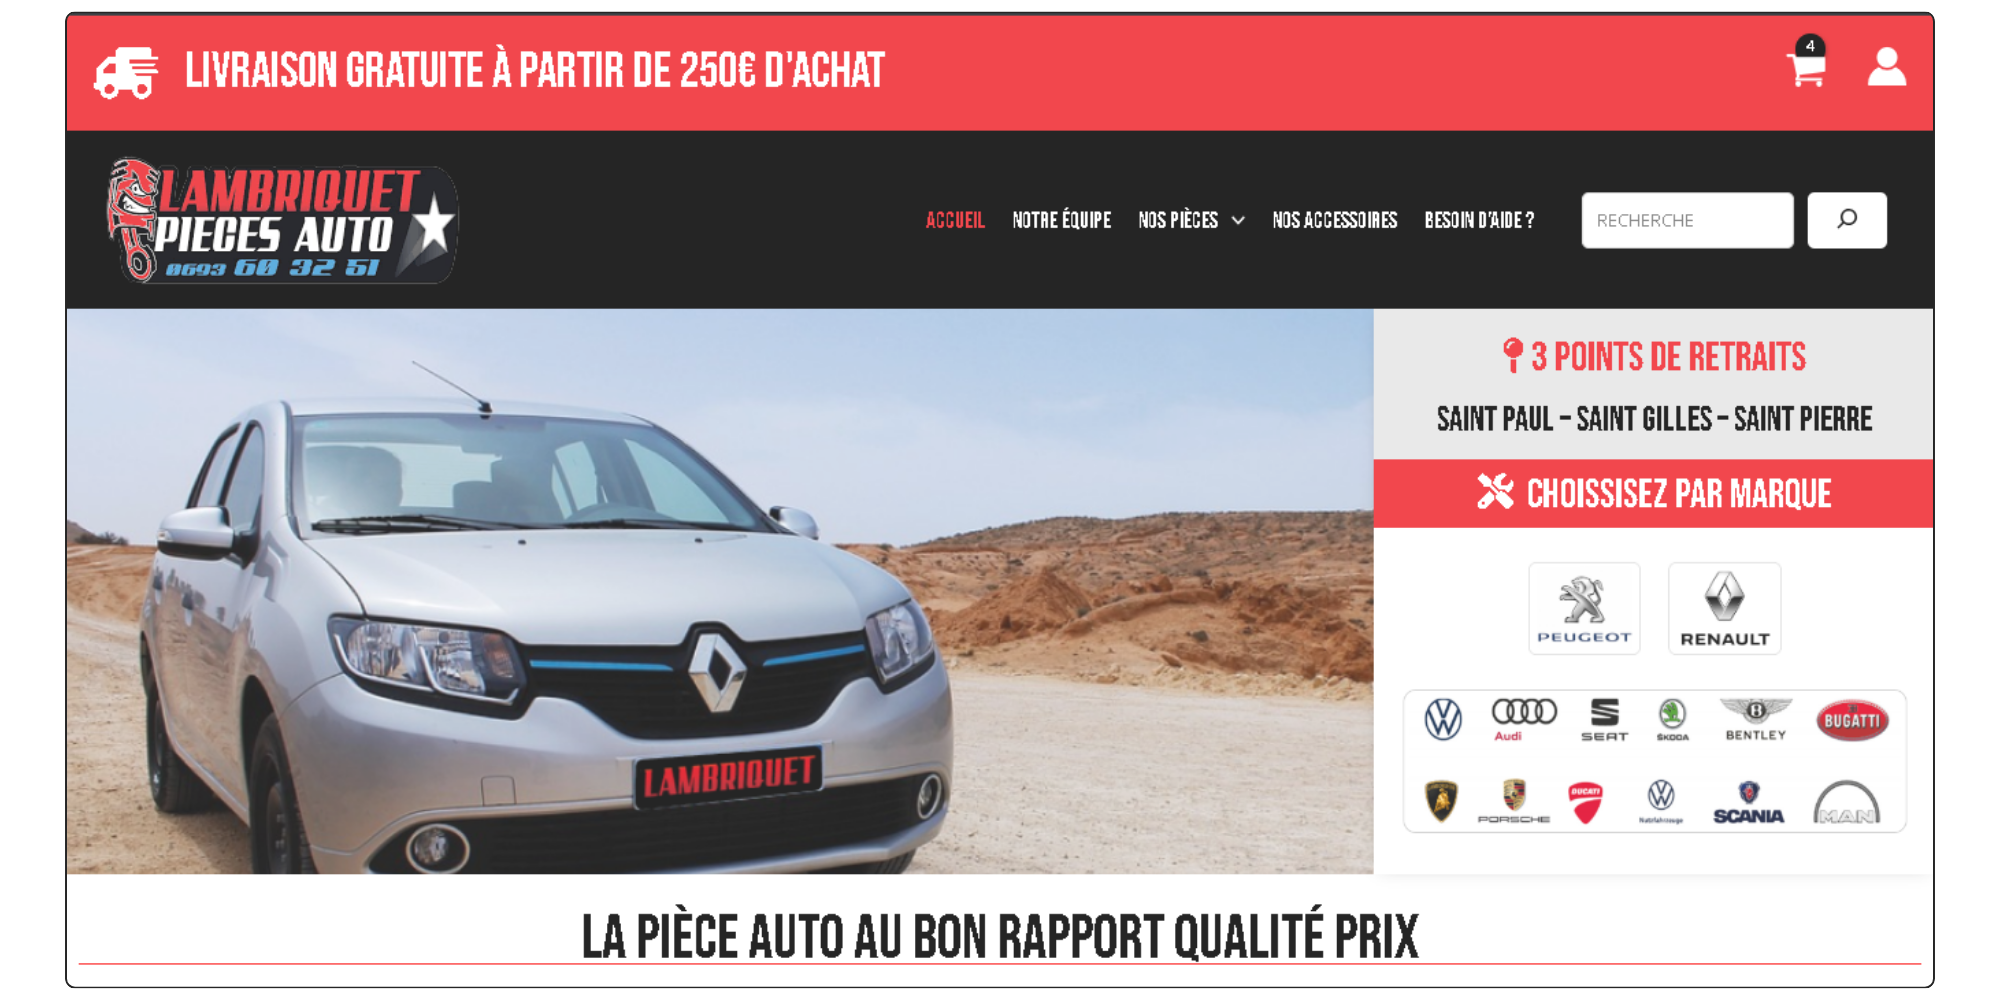 LIVRAISON GRATUITE À PARTIR DE 250€ D'ACHAT
4
LAMBRIQUET
PIECES AUTO
0693 60 32 51
ACCUEIL NOTRE ÉQUIPE NOS PIÈCES NOS ACCESSOIRES BESOIN D'AIDE ?
RECHERCHE
3 POINTS DE RETRAITS
SAINT PAUL – SAINT GILLES – SAINT PIERRE
CHOISSISEZ PAR MARQUE
PEUGEOT
RENAULT
Audi SEAT ŠKODA BENTLEY BUGATTI
PORSCHE DUCATI Nutzfahrzeuge SCANIA MAN
LAMBRIQUET
LA PIÈCE AUTO AU BON RAPPORT QUALITÉ PRIX